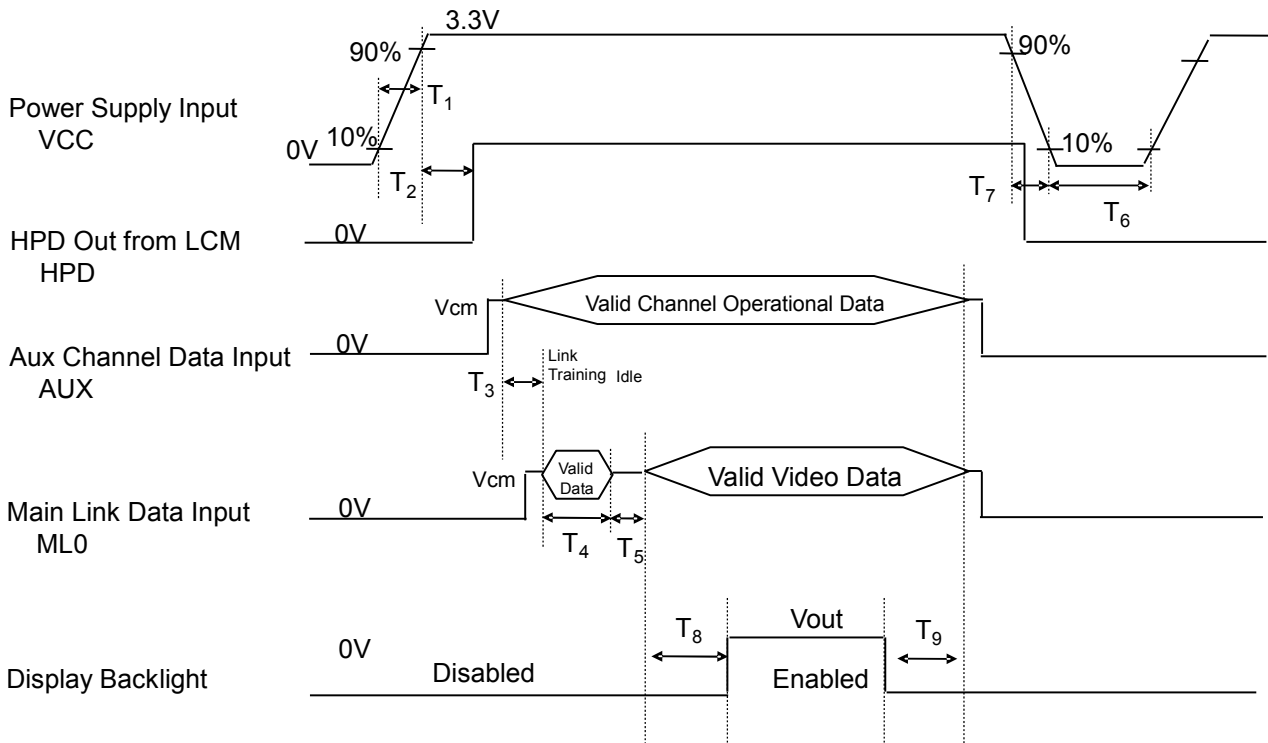 3.3V
90%
90%
T1
Power Supply Input
VCC
0V
10%
10%
T2
T7
T6
HPD Out from LCM
HPD
0V
Vcm
Valid Channel Operational Data
Aux Channel Data Input
AUX
0V
T3
Link
Training Idle
Vcm
Valid
Data
Valid Video Data
Main Link Data Input
ML0
0V
T4
T5
T8
Vout
T9
0V
Display Backlight
Disabled
Enabled